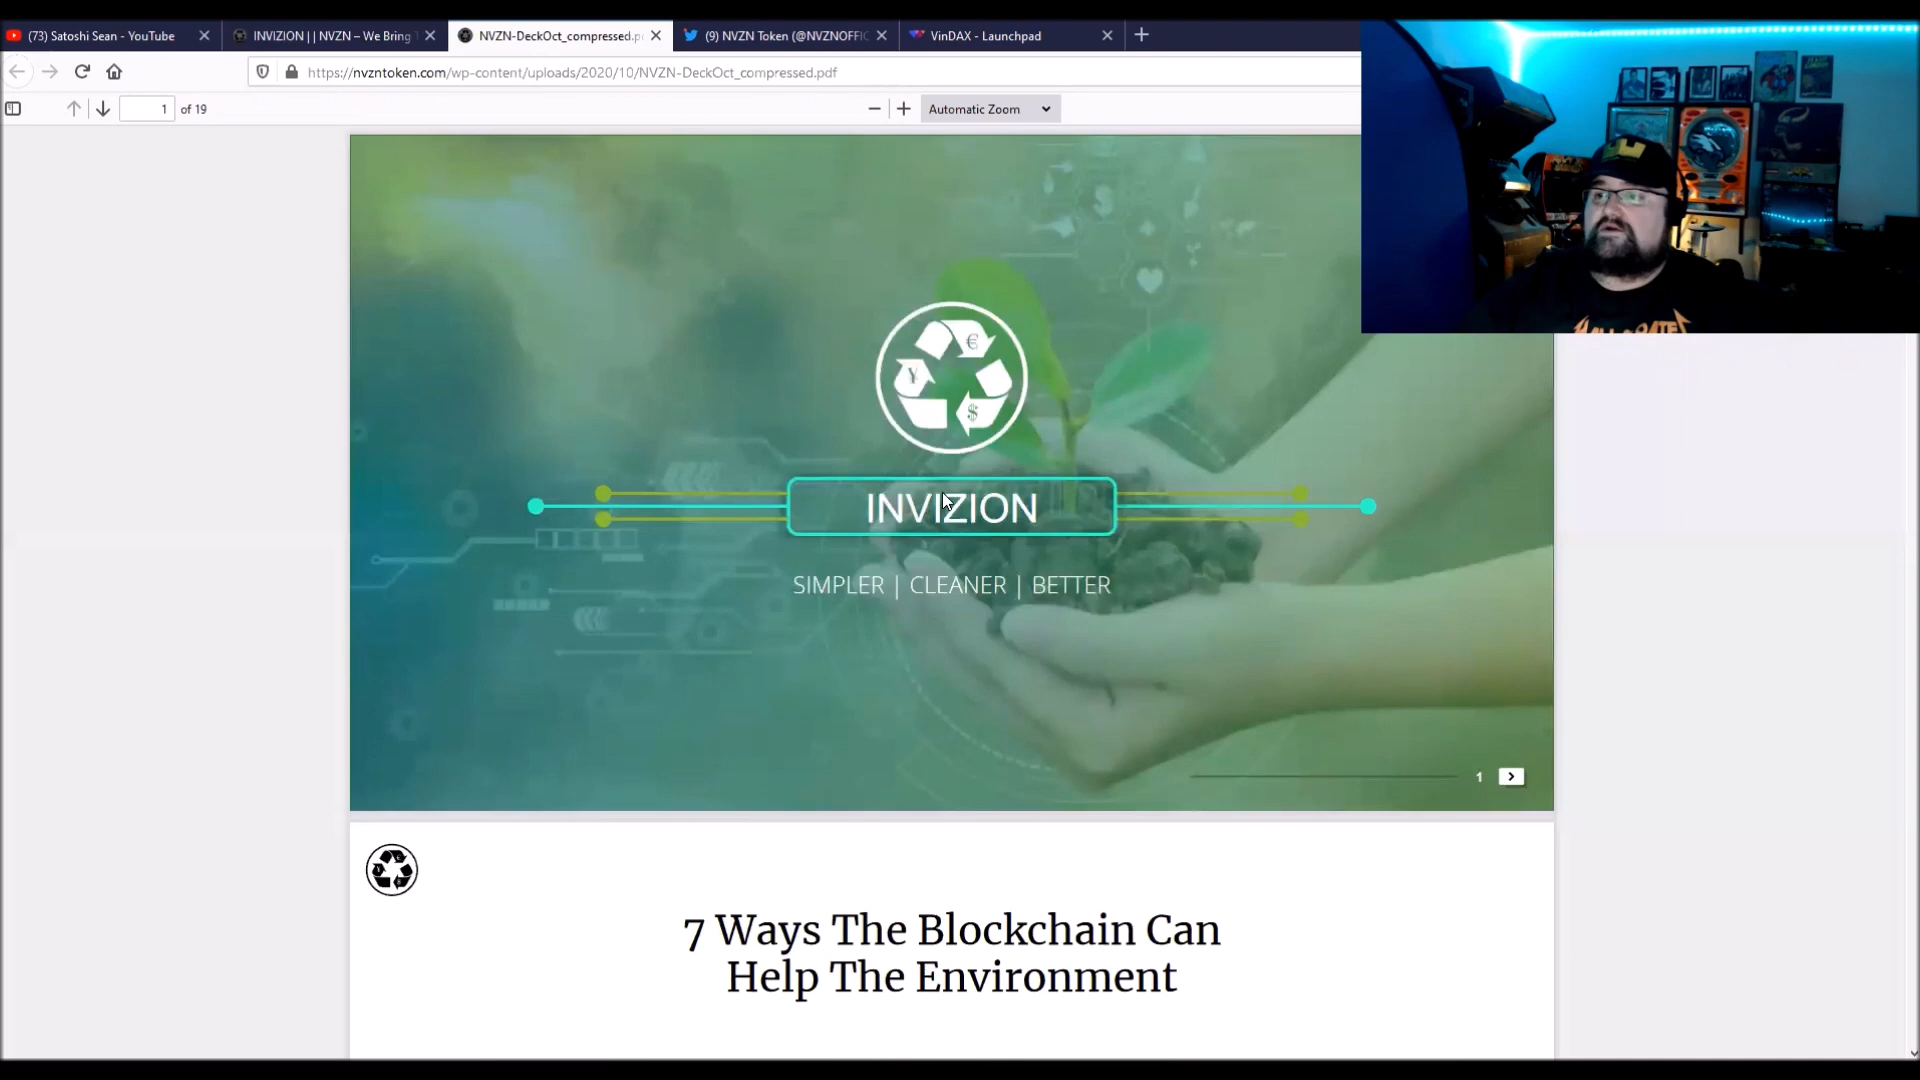 (73) Satoshi Sean - YouTube
INVIZION || NVZN – We Bring
NVZN-DeckOct_compressed.p
(9) NVZN Token (@NVZNOFFIC
VinDAX - Launchpad
https://nvzntoken.com/wp-content/uploads/2020/10/NVZN-DeckOct_compressed.pdf
1 of 19
Automatic Zoom
€
¥
$
INVIZION
SIMPLER | CLEANER | BETTER
1
7 Ways The Blockchain Can
Help The Environment